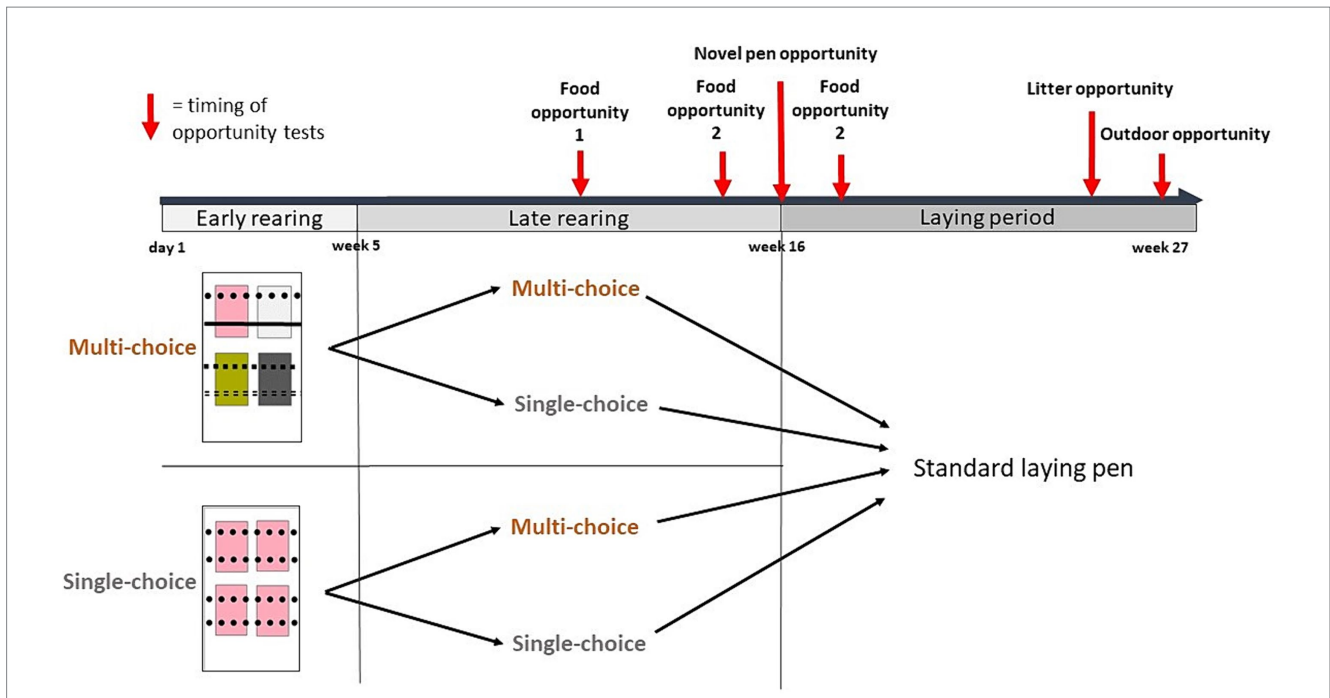 Novel pen opportunity
= timing of
opportunity tests
Food
opportunity
1
Food
opportunity
2
Food
opportunity
2
Litter opportunity
Outdoor opportunity
Early rearing
Late rearing
Laying period
day 1
week 5
week 16
week 27
Multi-choice
Multi-choice
Single-choice
Standard laying pen
Single-choice
Multi-choice
Single-choice